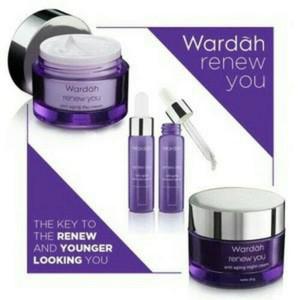 Wardah
renew
you
Wardah
renew you
anti aging day cream
THE KEY TO
THE RENEW
AND YOUNGER
LOOKING YOU
Wardah
renew you
anti aging night cream